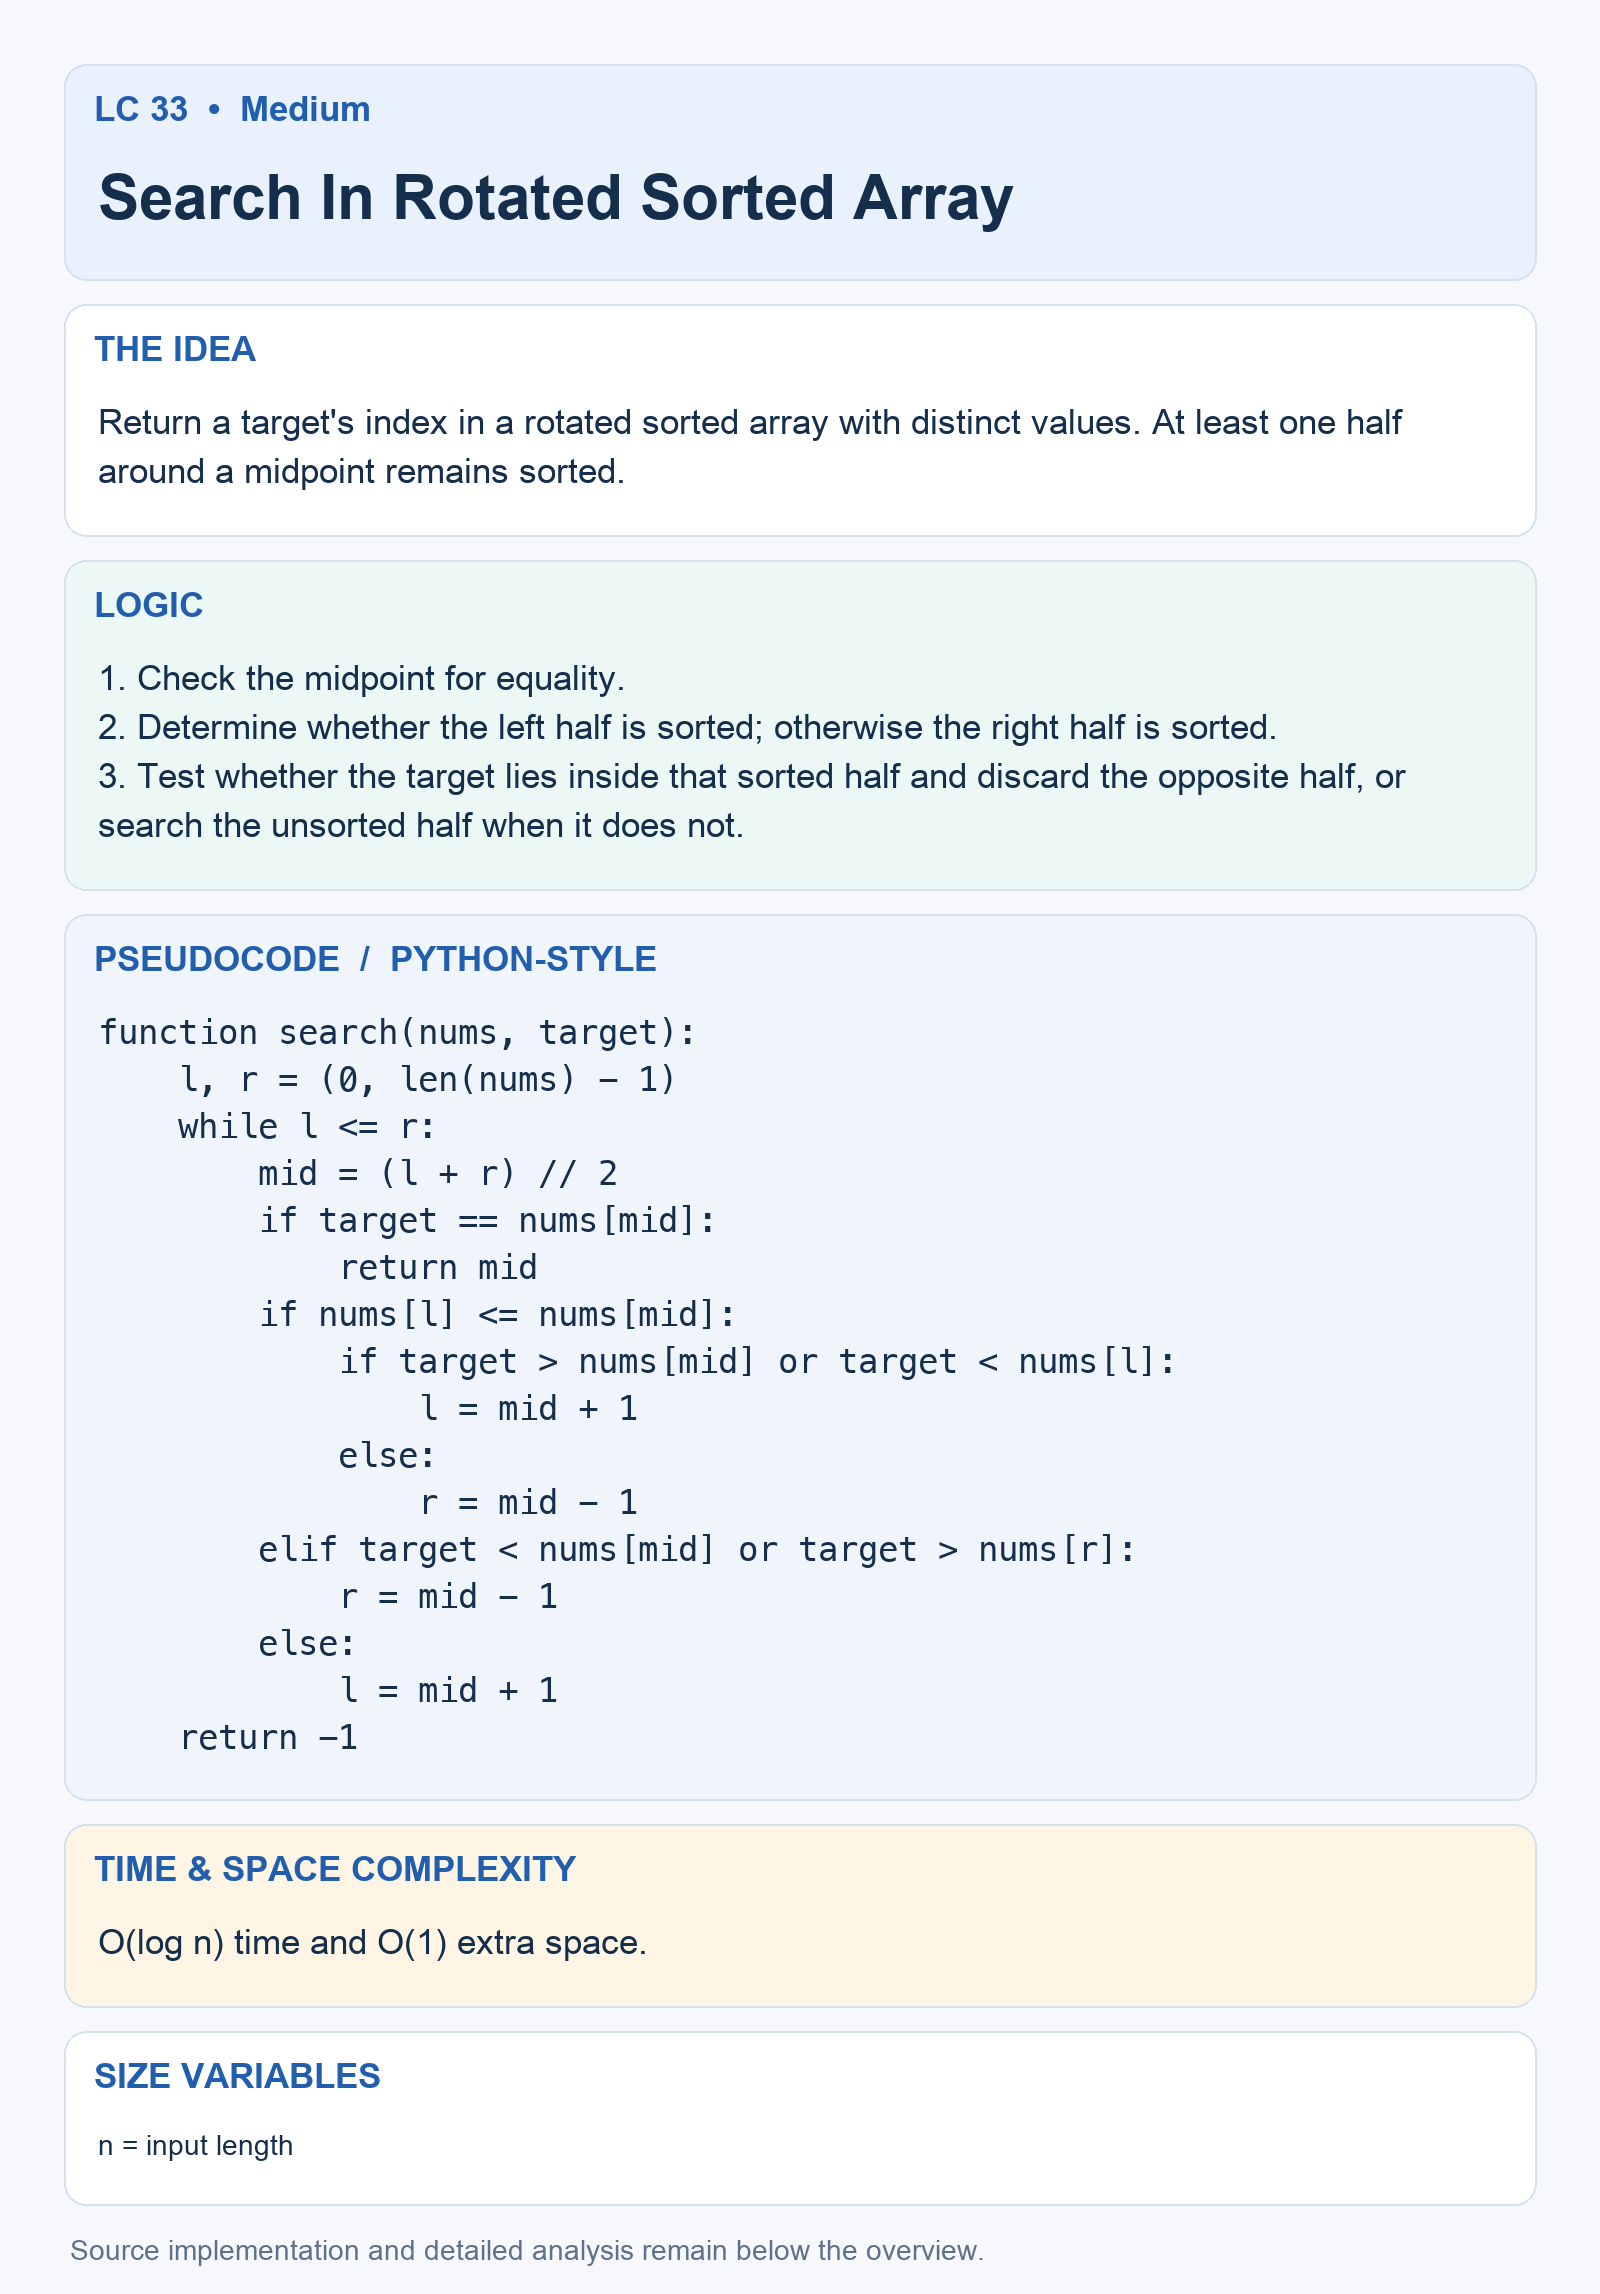 LC 33 • Medium
Search In Rotated Sorted Array
THE IDEA
Return a target's index in a rotated sorted array with distinct values. At least one half
around a midpoint remains sorted.
LOGIC
1. Check the midpoint for equality.
2. Determine whether the left half is sorted; otherwise the right half is sorted.
3. Test whether the target lies inside that sorted half and discard the opposite half, or
search the unsorted half when it does not.
PSEUDOCODE / PYTHON-STYLE
function search(nums, target):
    l, r = (0, len(nums) − 1)
    while l <= r:
        mid = (l + r) // 2
        if target == nums[mid]:
            return mid
        if nums[l] <= nums[mid]:
            if target > nums[mid] or target < nums[l]:
                l = mid + 1
            else:
                r = mid − 1
        elif target < nums[mid] or target > nums[r]:
            r = mid − 1
        else:
            l = mid + 1
    return −1
TIME & SPACE COMPLEXITY
O(log n) time and O(1) extra space.
SIZE VARIABLES
n = input length
Source implementation and detailed analysis remain below the overview.